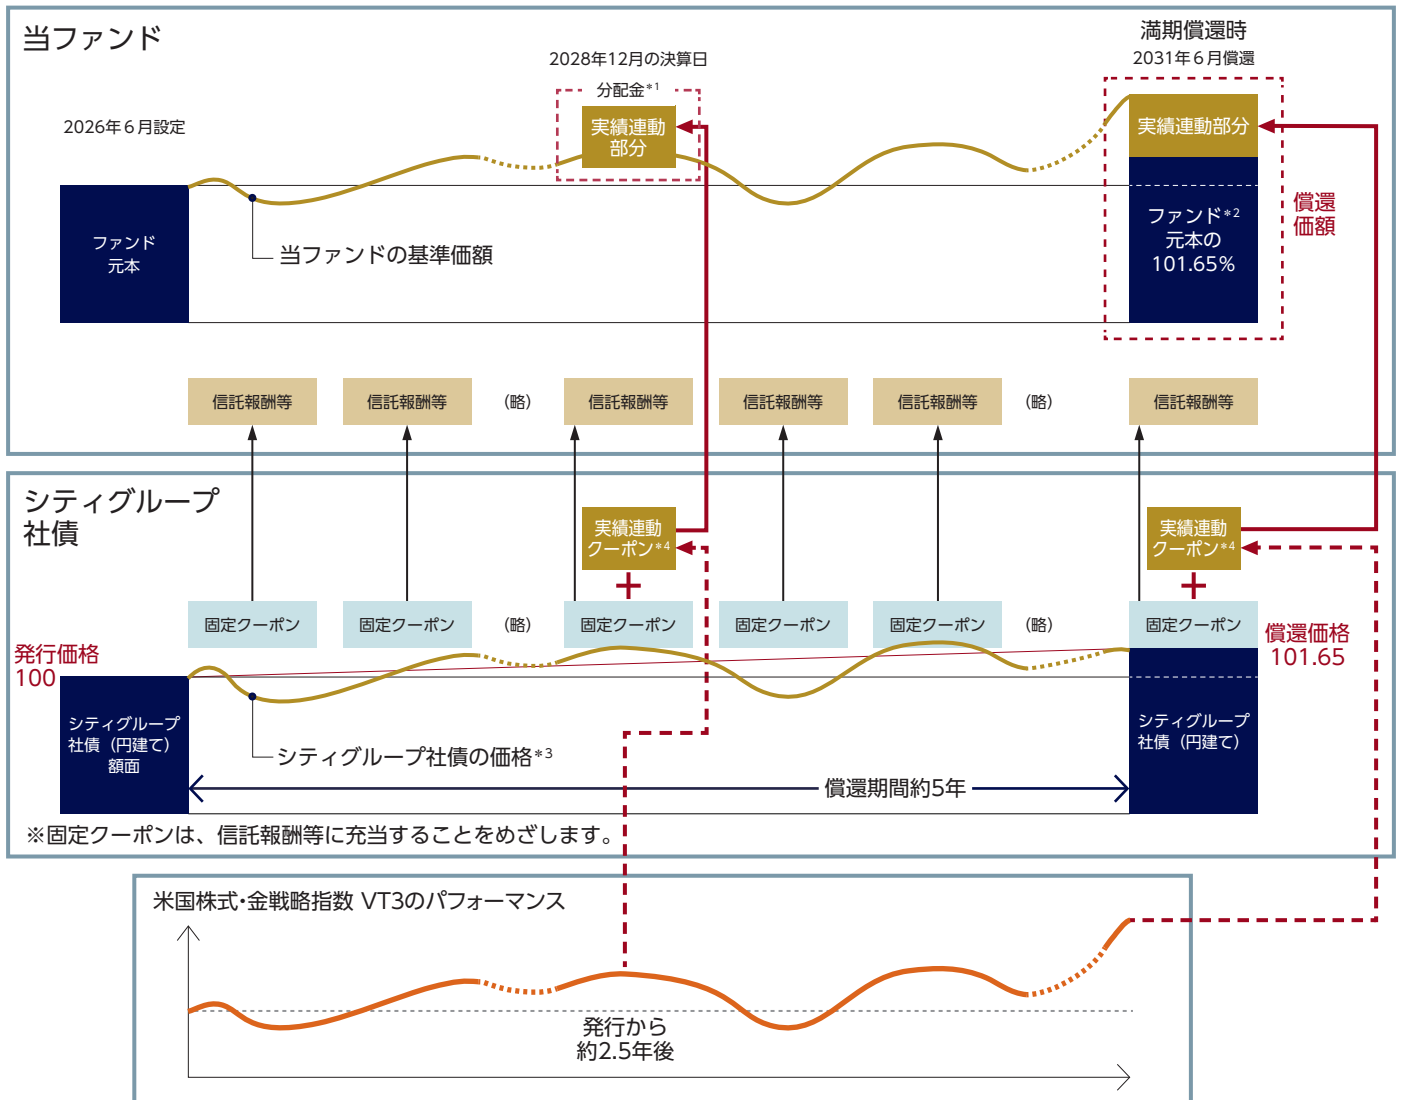 当ファンド
満期償還時
2031年6月償還
2028年12月の決算日
分配金*1
2026年6月設定
実績連動
部分
実績連動部分
ファンド
元本
当ファンドの基準価額
ファンド*2
元本の
101.65%
償還
価額
信託報酬等
信託報酬等
（略）
信託報酬等
信託報酬等
信託報酬等
（略）
信託報酬等
シティグループ
社債
実績連動
クーポン*4
実績連動
クーポン*4
+
+
固定クーポン
固定クーポン
（略）
固定クーポン
固定クーポン
固定クーポン
（略）
固定クーポン
発行価格
100
償還価格
101.65
シティグループ
社債（円建て）
額面
シティグループ社債の価格*3
シティグループ
社債（円建て）
償還期間約5年
※固定クーポンは、信託報酬等に充当することをめざします。
米国株式・金戦略指数 VT3のパフォーマンス
発行から
約2.5年後